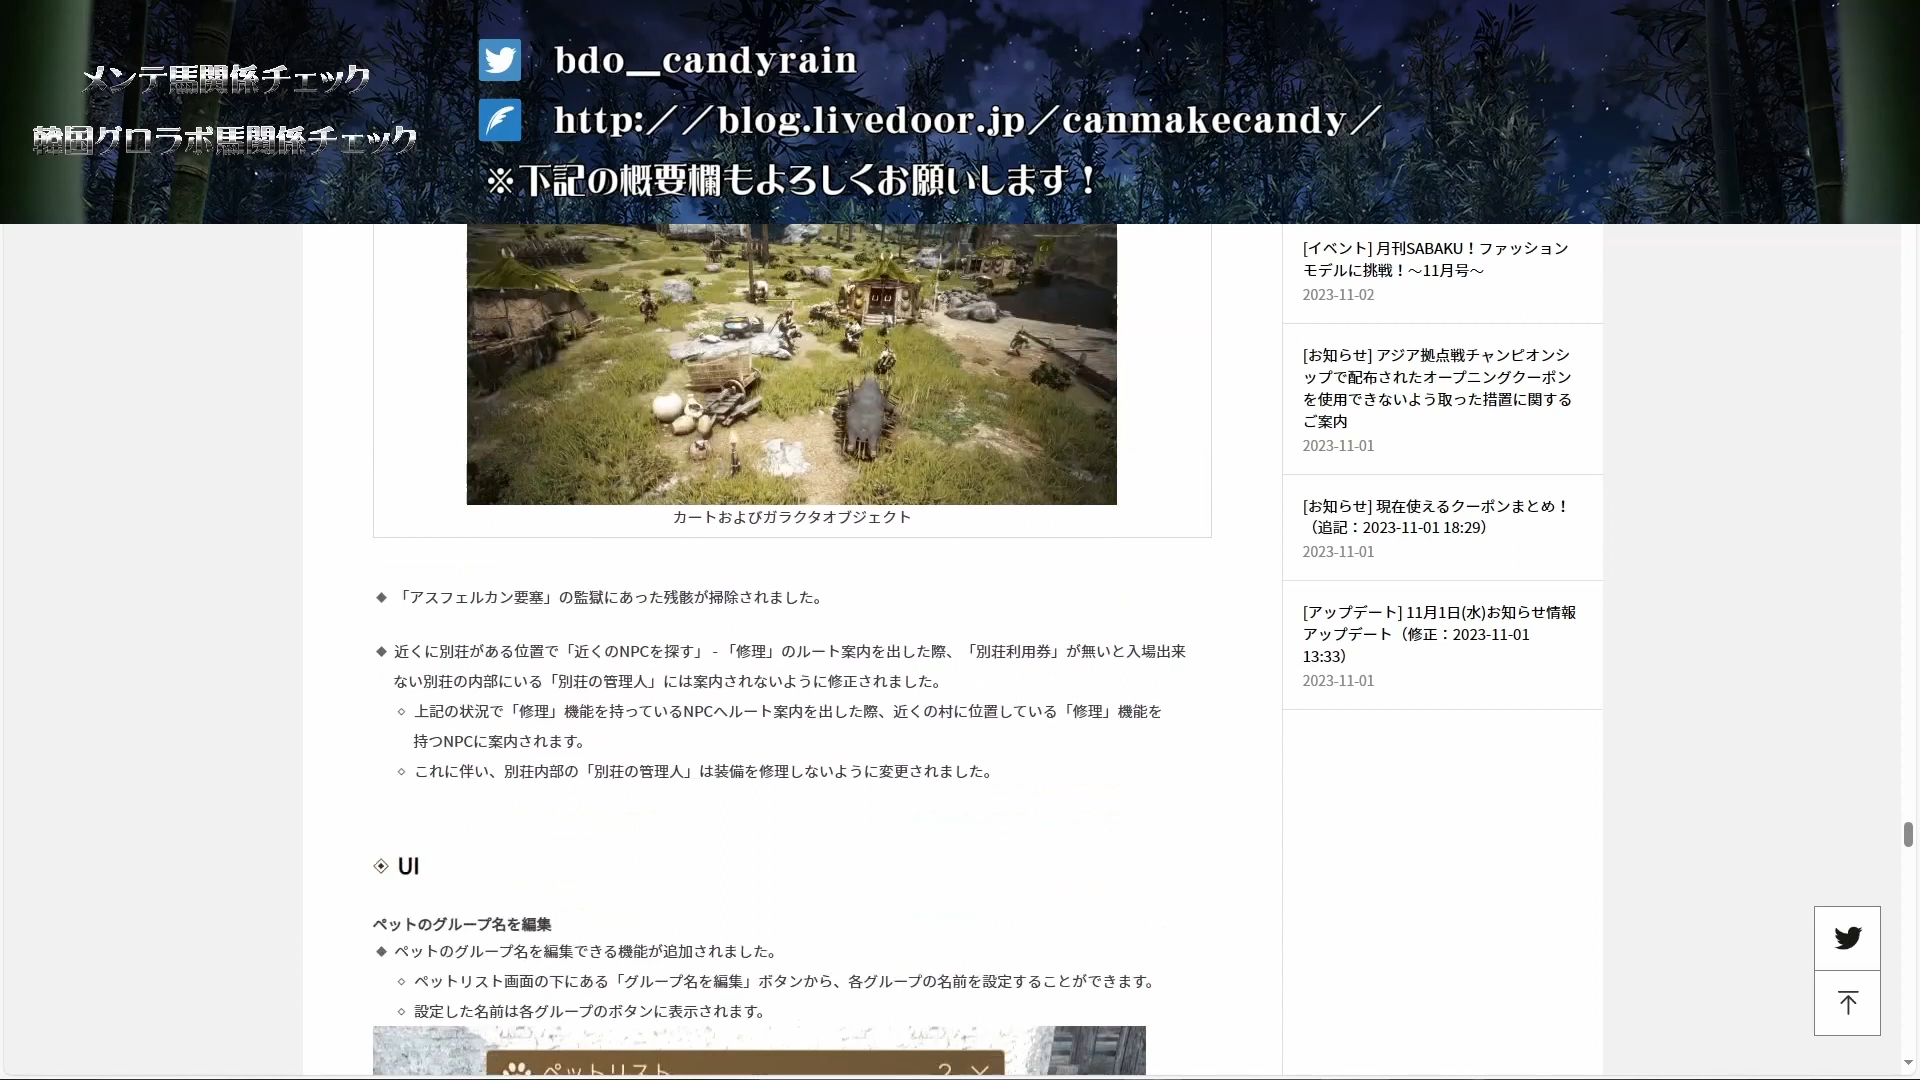 メンテ馬関係チェック
韓国グロラボ馬関係チェック
bdo__candyrain
http://blog.livedoor.jp/canmakecandy/
※下記の概要欄もよろしくお願いします！
カートおよびガラクタオブジェクト
◆ 「アスフェルカン要塞」の監獄にあった残骸が掃除されました。
◆ 近くに別荘がある位置で「近くのNPCを探す」 - 「修理」のルート案内を出した際、「別荘利用券」が無いと入場出来
ない別荘の内部にいる「別荘の管理人」には案内されないように修正されました。
◇ 上記の状況で「修理」機能を持っているNPCへルート案内を出した際、近くの村に位置している「修理」機能を
持つNPCに案内されます。
◇ これに伴い、別荘内部の「別荘の管理人」は装備を修理しないように変更されました。
UI
ペットのグループ名を編集
◆ ペットのグループ名を編集できる機能が追加されました。
◇ ペットリスト画面の下にある「グループ名を編集」ボタンから、各グループの名前を設定することができます。
◇ 設定した名前は各グループのボタンに表示されます。
ペットリスト
[イベント] 月刊SABAKU！ファッション
モデルに挑戦！～11月号～
2023-11-02
[お知らせ] アジア拠点戦チャンピオンシ
ップで配布されたオープニングクーポン
を使用できないよう取った措置に関する
ご案内
2023-11-01
[お知らせ] 現在使えるクーポンまとめ！
（追記：2023-11-01 18:29）
2023-11-01
[アップデート] 11月1日(水)お知らせ情報
アップデート（修正：2023-11-01
13:33）
2023-11-01